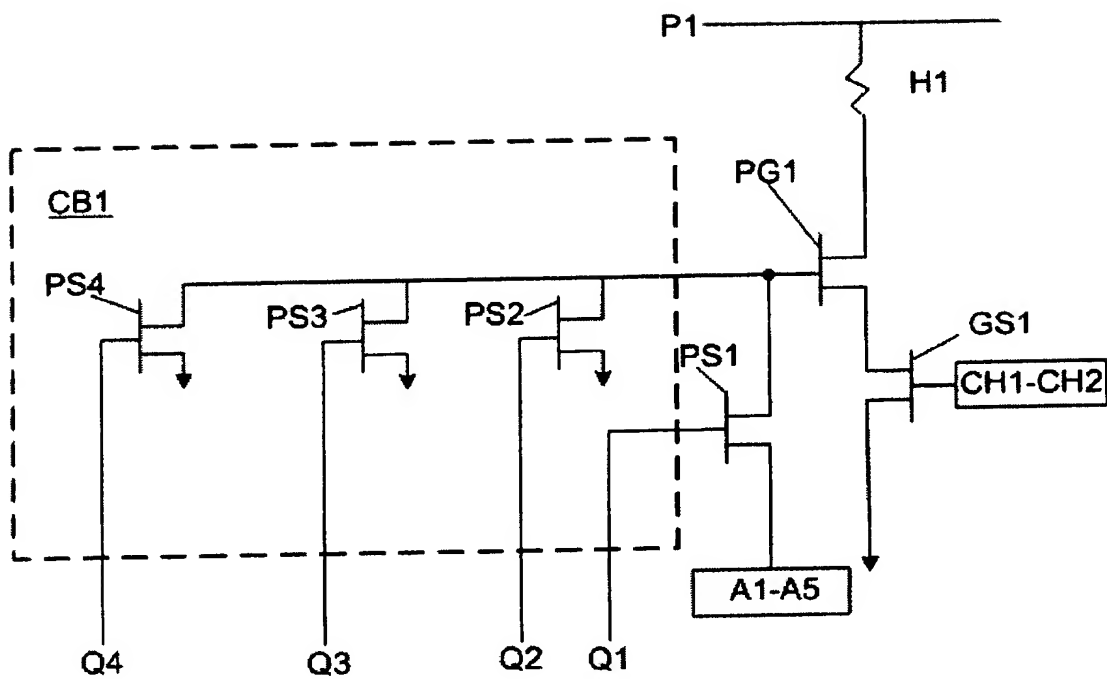 P1
H1
PG1
CB1
PS4
PS3
PS2
PS1
GS1
CH1-CH2
A1-A5
Q4
Q3
Q2
Q1